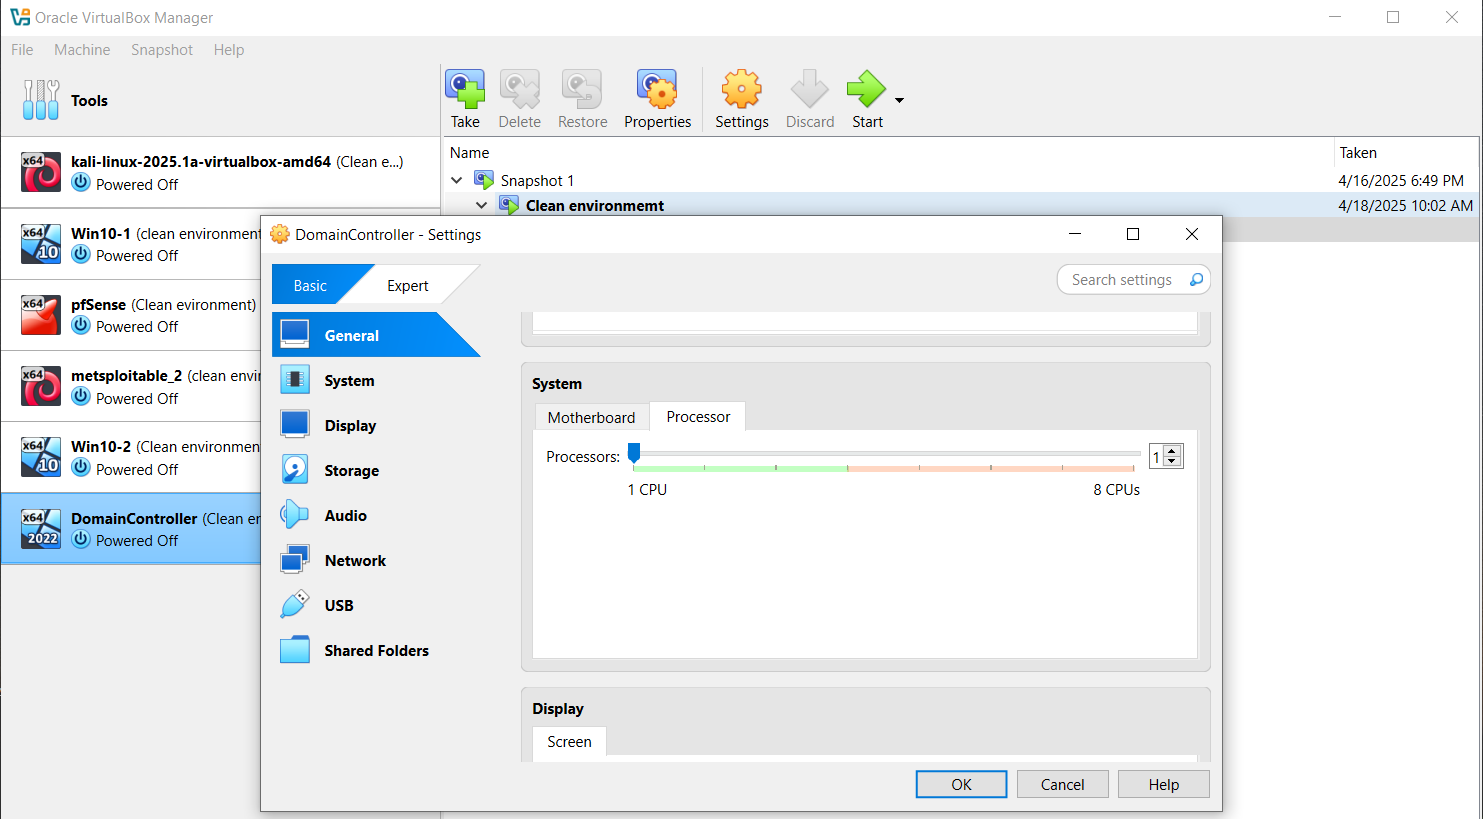 Oracle VirtualBox Manager
File Machine Snapshot Help
Tools
Take Delete Restore Properties Settings Discard Start
Name Taken
x64 kali-linux-2025.1a-virtualbox-amd64 (Clean e...)
Powered Off
Snapshot 1 4/16/2025 6:49 PM
Clean environmemt 4/18/2025 10:02 AM
x64 10 Win10-1 (clean environment
Powered Off
x64 pfSense (Clean evironment)
Powered Off
x64 metsploitable_2 (clean envi
Powered Off
x64 10 Win10-2 (Clean environmen
Powered Off
x64 2022 DomainController (Clean er
Powered Off
DomainController - Settings
Basic Expert
Search settings
General
System
Display
Storage
Audio
Network
USB
Shared Folders
System
Motherboard Processor
Processors: 1
1 CPU 8 CPUs
Display
Screen
OK Cancel Help